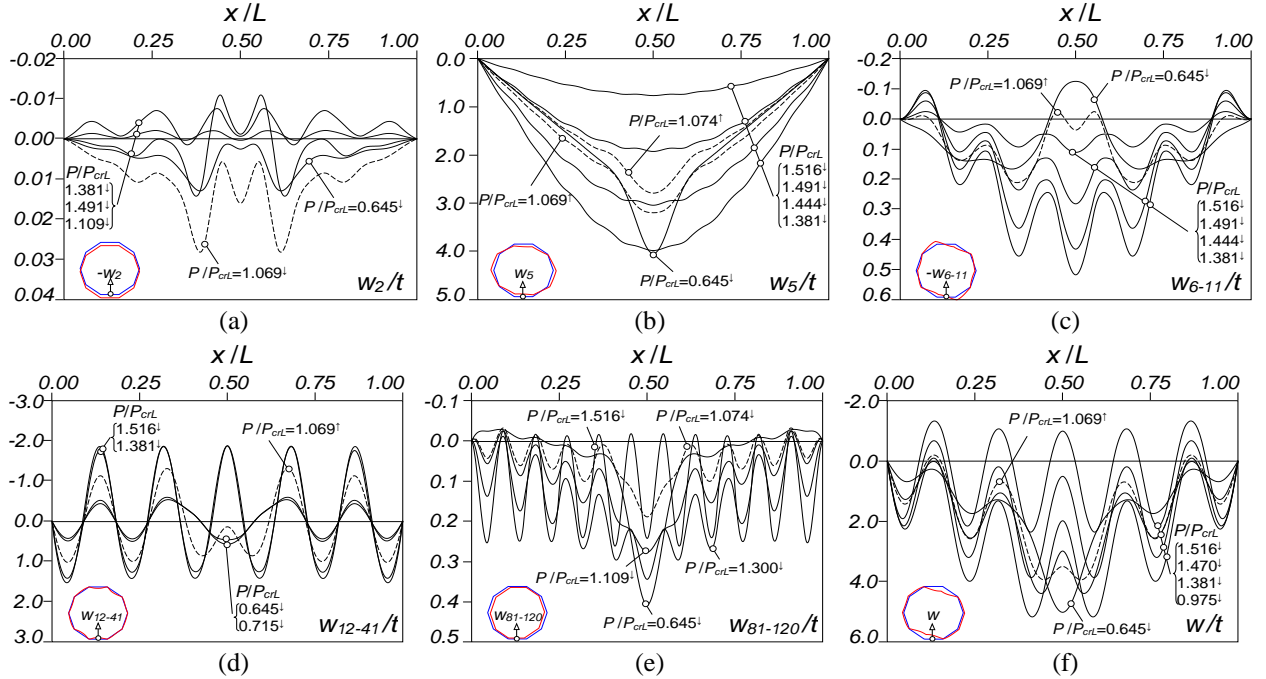 x/L
0.00 0.25 0.50 0.75 1.00
-0.02
-0.01
0.00
0.01
0.02
0.03
0.04
P/PcrL
1.381↓
1.491↓
1.109↓
P/PcrL=0.645↓
P/PcrL=1.069↓
-w2
w2/t
(a)
x/L
0.00 0.25 0.50 0.75 1.00
0.0
1.0
2.0
3.0
4.0
5.0
P/PcrL=1.074↑
P/PcrL=1.069↑
P/PcrL
1.516↓
1.491↓
1.444↓
1.381↓
P/PcrL=0.645↓
w5
w5/t
(b)
x/L
0.00 0.25 0.50 0.75 1.00
-0.2
-0.1
0.0
0.1
0.2
0.3
0.4
0.5
0.6
P/PcrL=1.069↑
P/PcrL=0.645↓
P/PcrL
1.516↓
1.491↓
1.444↓
1.381↓
-w6-11
w6-11/t
(c)
x/L
0.00 0.25 0.50 0.75 1.00
-3.0
-2.0
-1.0
0.0
1.0
2.0
3.0
P/PcrL
1.516↓
1.381↓
P/PcrL=1.069↑
P/PcrL
0.645↓
0.715↓
w12-41
w12-41/t
(d)
x/L
0.00 0.25 0.50 0.75 1.00
-0.1
0.0
0.1
0.2
0.3
0.4
0.5
P/PcrL=1.516↓
P/PcrL=1.074↓
P/PcrL=1.109↓
P/PcrL=1.300↓
P/PcrL=0.645↓
w81-120
w81-120/t
(e)
x/L
0.00 0.25 0.50 0.75 1.00
-2.0
0.0
2.0
4.0
6.0
P/PcrL=1.069↑
P/PcrL
1.516↓
1.470↓
1.381↓
0.975↓
P/PcrL=0.645↓
w
w/t
(f)